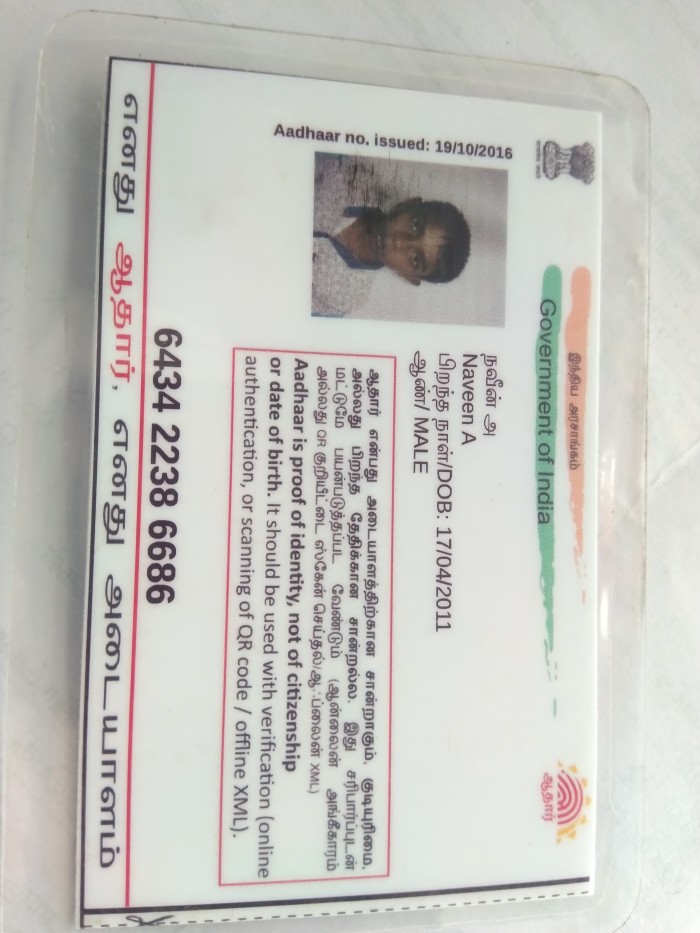 இந்திய அரசாங்கம்
Government of India
ஆதார்
Aadhaar no. issued: 19/10/2016
நவீன் அ
Naveen A
பிறந்த நாள்/DOB: 17/04/2011
ஆண்/ MALE
ஆதார் என்பது அடையாளத்திற்கான சான்றாகும், குடியுரிமை,
அல்லது பிறந்த தேதிக்கான சான்றல்ல. இது சரிபார்ப்புடன்
மட்டுமே பயன்படுத்தப்பட வேண்டும் (ஆன்லைன் அங்கீகாரம்
அல்லது QR குறியீட்டை ஸ்கேன் செய்தல்/ஆஃப்லைன் XML)
Aadhaar is proof of identity, not of citizenship
or date of birth. It should be used with verification (online
authentication, or scanning of QR code / offline XML).
6434 2238 6686
எனது ஆதார், எனது அடையாளம்